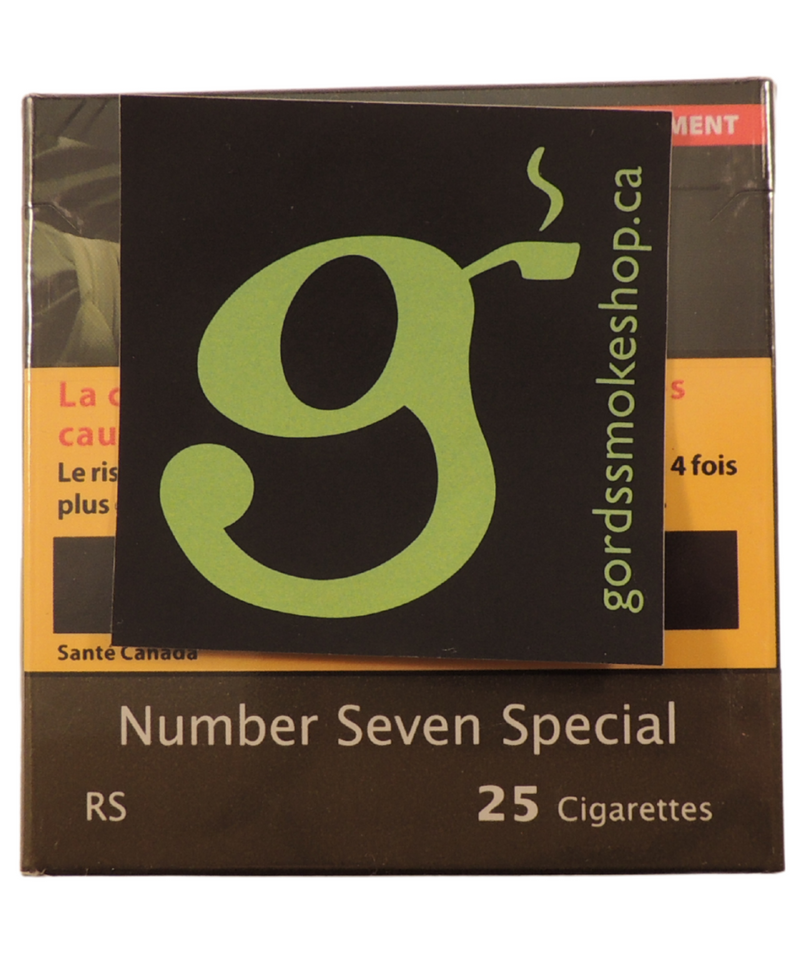 MENT
gordssmokeshop.ca
La
s
cau
Le ris 4 fois
plus
Santé Canada
Number Seven Special
RS 25 Cigarettes